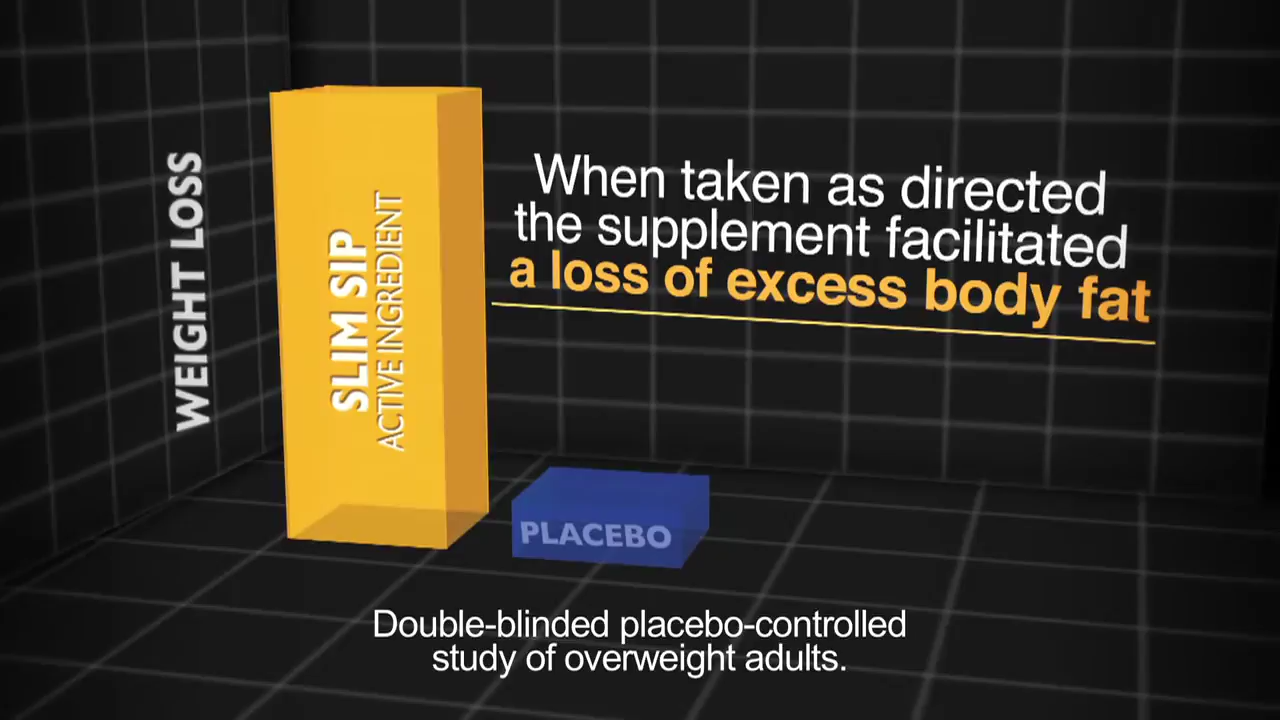 WEIGHT LOSS
SLIM SIP
ACTIVE INGREDIENT
When taken as directed
the supplement facilitated
a loss of excess body fat
PLACEBO
Double-blinded placebo-controlled
study of overweight adults.